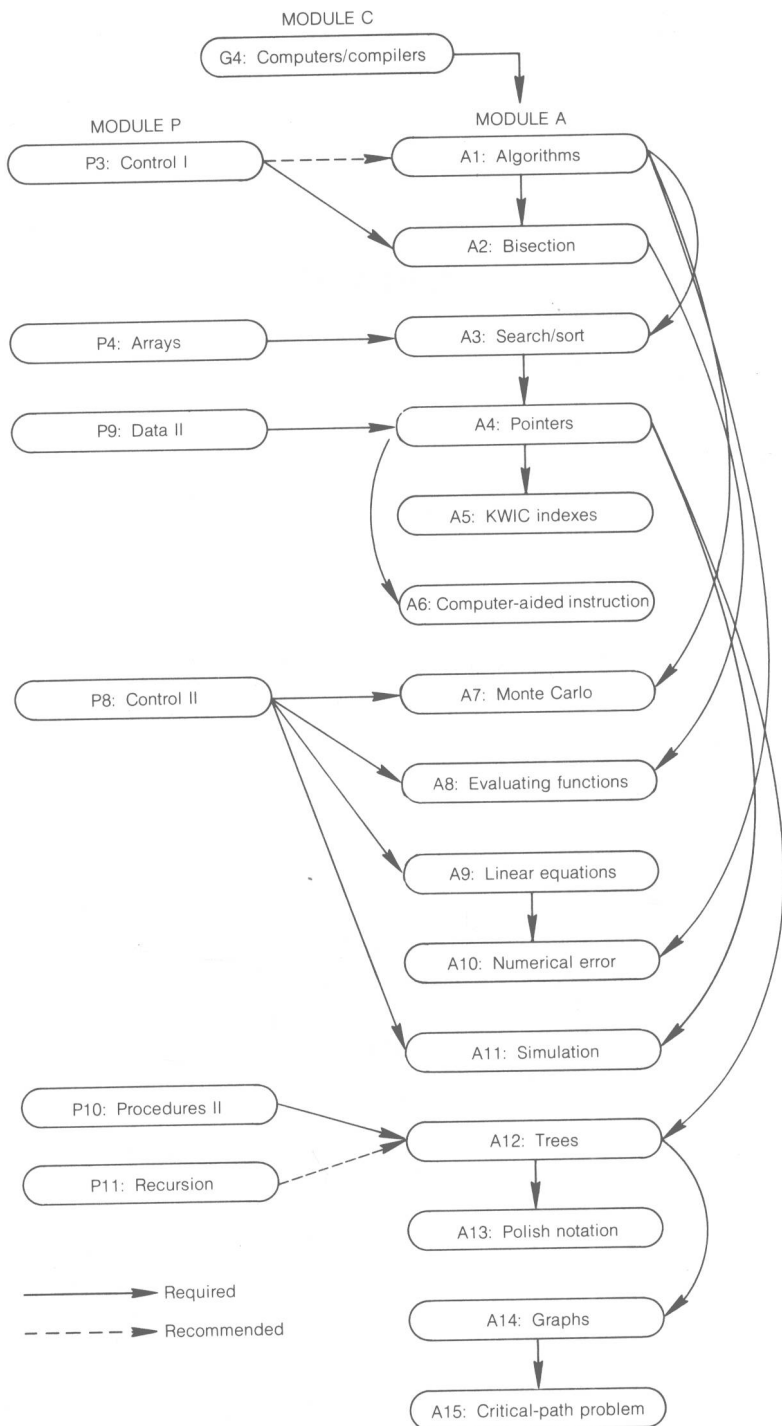 MODULE C
G4: Computers/compilers
MODULE P
MODULE A
P3: Control I
A1: Algorithms
A2: Bisection
P4: Arrays
A3: Search/sort
P9: Data II
A4: Pointers
A5: KWIC indexes
A6: Computer-aided instruction
P8: Control II
A7: Monte Carlo
A8: Evaluating functions
A9: Linear equations
A10: Numerical error
A11: Simulation
P10: Procedures II
A12: Trees
P11: Recursion
A13: Polish notation
Required
Recommended
A14: Graphs
A15: Critical-path problem